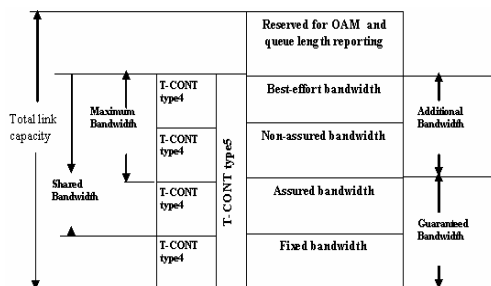 Reserved for OAM and
queue length reporting
Total link
capacity
Maximum
Bandwidth
Shared
Bandwidth
T-CONT
type4
T-CONT
type4
T-CONT
type4
T-CONT
type4
T-CONT type5
Best-effort bandwidth
Non-assured bandwidth
Assured bandwidth
Fixed bandwidth
Additional
Bandwidth
Guaranteed
Bandwidth